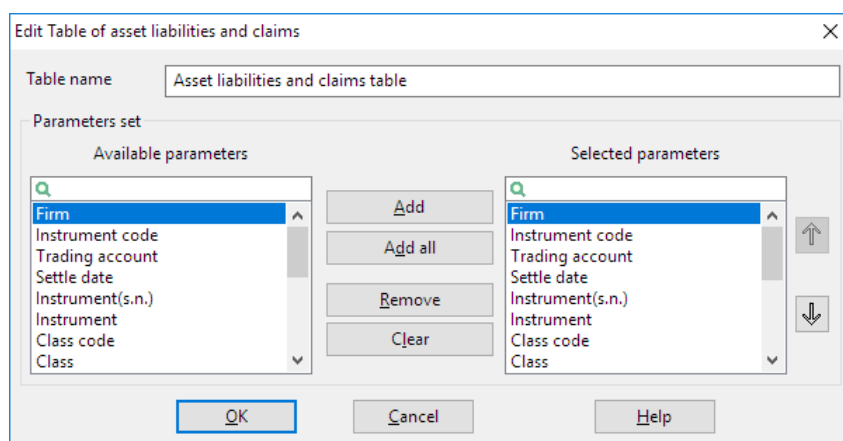 Edit Table of asset liabilities and claims
Table name
Asset liabilities and claims table
Parameters set
Available parameters
Selected parameters
Firm
Instrument code
Trading account
Settle date
Instrument(s.n.)
Instrument
Class code
Class
Add
Add all
Remove
Clear
Firm
Instrument code
Trading account
Settle date
Instrument(s.n.)
Instrument
Class code
Class
OK
Cancel
Help